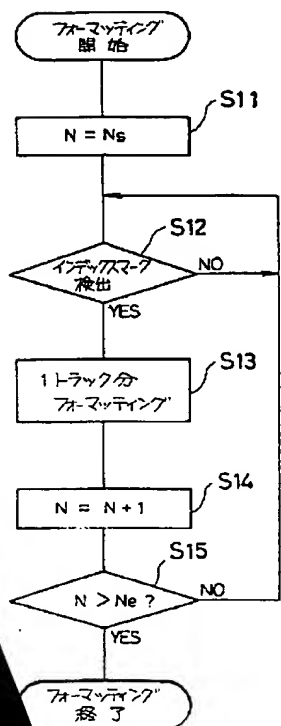 フォーマッティング
開始
S11
N = Ns
S12
インデックスマーク
検出
NO
YES
S13
1トラック分
フォーマッティング
S14
N = N+1
S15
N > Ne ?
NO
YES
フォーマッティング
終了